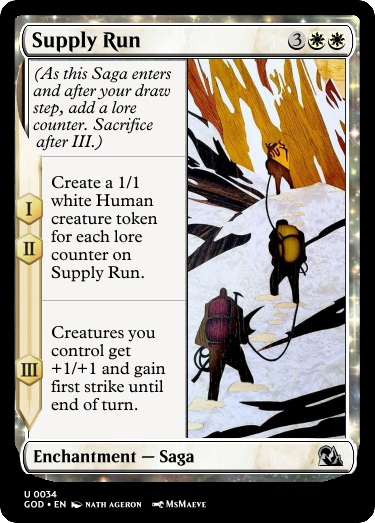 Supply Run 3
(As this Saga enters
and after your draw
step, add a lore
counter. Sacrifice
after III.)
I
II
Create a 1/1
white Human
creature token
for each lore
counter on
Supply Run.
III
Creatures you
control get
+1/+1 and gain
first strike until
end of turn.
Enchantment — Saga
U 0034
GOD • EN NATH AGERON MsMaeve